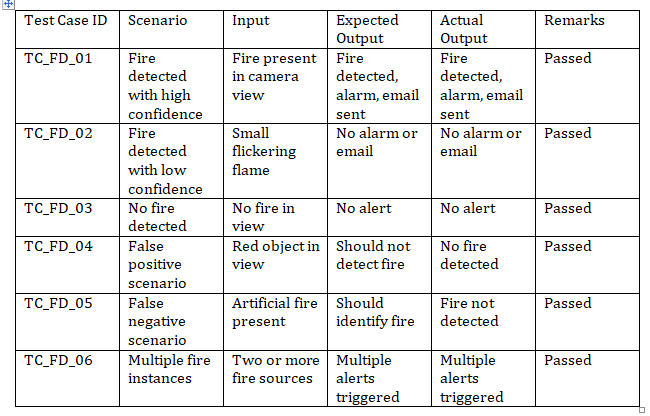 Test Case ID Scenario Input Expected Output Actual Output Remarks
TC_FD_01 Fire detected with high confidence Fire present in camera view Fire detected, alarm, email sent Fire detected, alarm, email sent Passed
TC_FD_02 Fire detected with low confidence Small flickering flame No alarm or email No alarm or email Passed
TC_FD_03 No fire detected No fire in view No alert No alert Passed
TC_FD_04 False positive scenario Red object in view Should not detect fire No fire detected Passed
TC_FD_05 False negative scenario Artificial fire present Should identify fire Fire not detected Passed
TC_FD_06 Multiple fire instances Two or more fire sources Multiple alerts triggered Multiple alerts triggered Passed